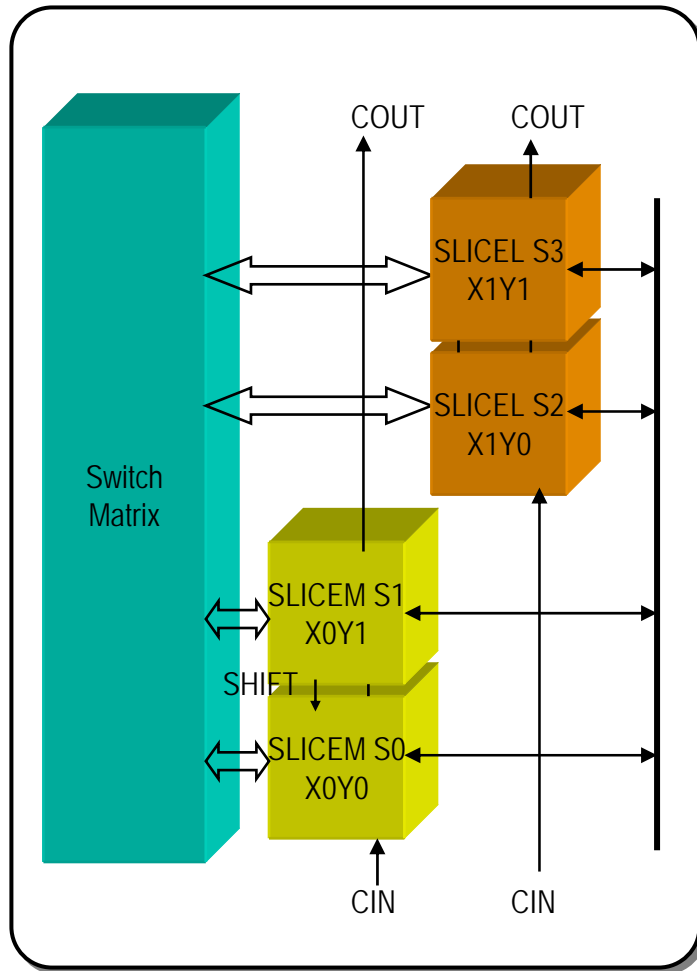 COUT
COUT
SLICEL S3
X1Y1
SLICEL S2
X1Y0
Switch
Matrix
SLICEM S1
X0Y1
SHIFT
SLICEM S0
X0Y0
CIN
CIN